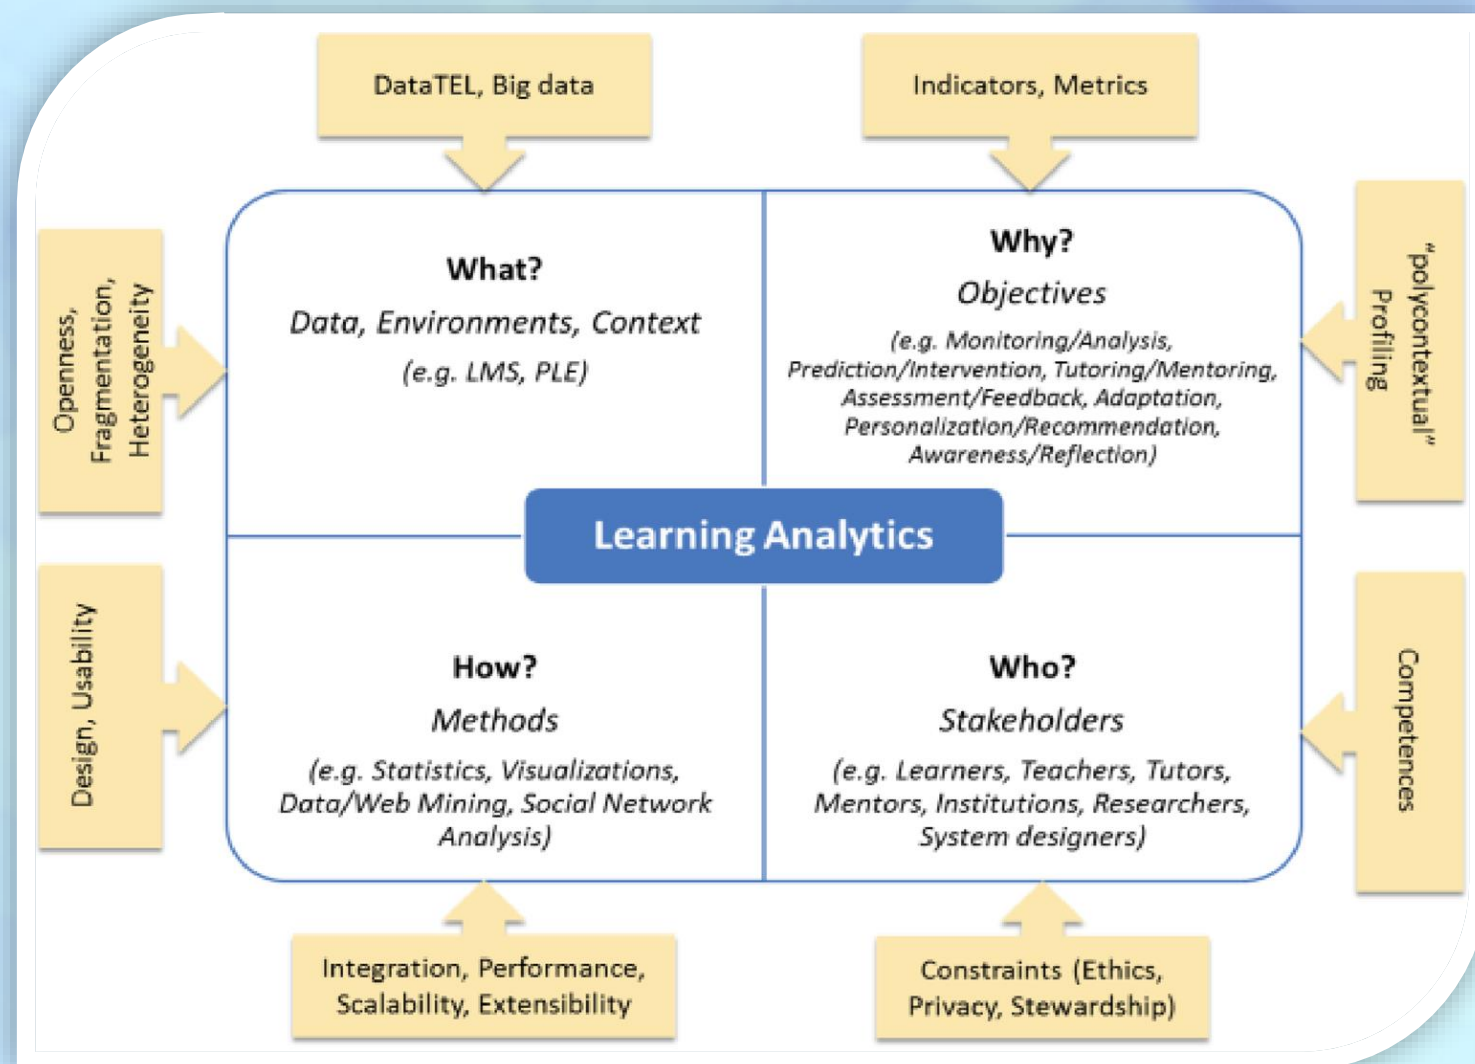 DataTEL, Big data
Indicators, Metrics
Openness,
Fragmentation,
Heterogeneity
What?
Data, Environments, Context
(e.g. LMS, PLE)
Why?
Objectives
(e.g. Monitoring/Analysis,
Prediction/Intervention, Tutoring/Mentoring,
Assessment/Feedback, Adaptation,
Personalization/Recommendation,
Awareness/Reflection)
“polycontextual”
Profiling
Learning Analytics
Design, Usability
How?
Methods
(e.g. Statistics, Visualizations,
Data/Web Mining, Social Network
Analysis)
Who?
Stakeholders
(e.g. Learners, Teachers, Tutors,
Mentors, Institutions, Researchers,
System designers)
Competences
Integration, Performance,
Scalability, Extensibility
Constraints (Ethics,
Privacy, Stewardship)